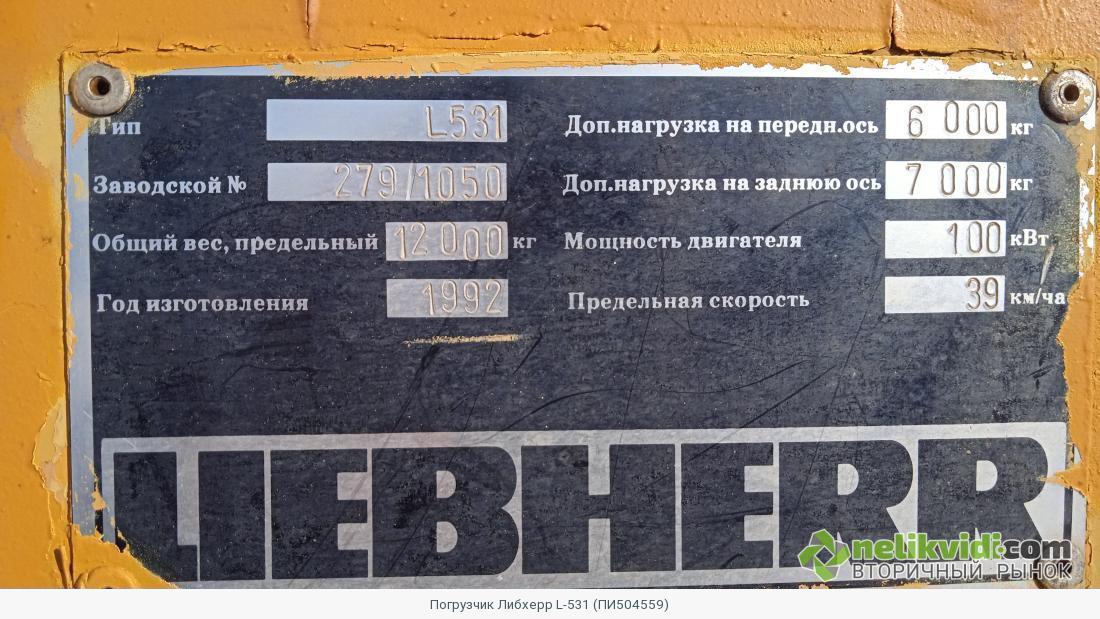 Тип L531
Заводской № 279/1050
Общий вес, предельный 12 000 кг
Год изготовления 1992
Доп.нагрузка на передн.ось 6 000 кг
Доп.нагрузка на заднюю ось 7 000 кг
Мощность двигателя 100 кВт
Предельная скорость 39 км/ча
LIEBHERR
nelikvidi.com
ВТОРИЧНЫЙ РЫНОК
Погрузчик Либхерр L-531 (ПИ504559)